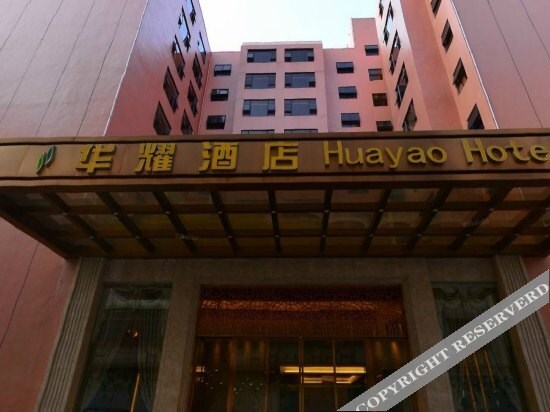 华耀酒店 Huayao Hote
COPYRIGHT RESERVERD